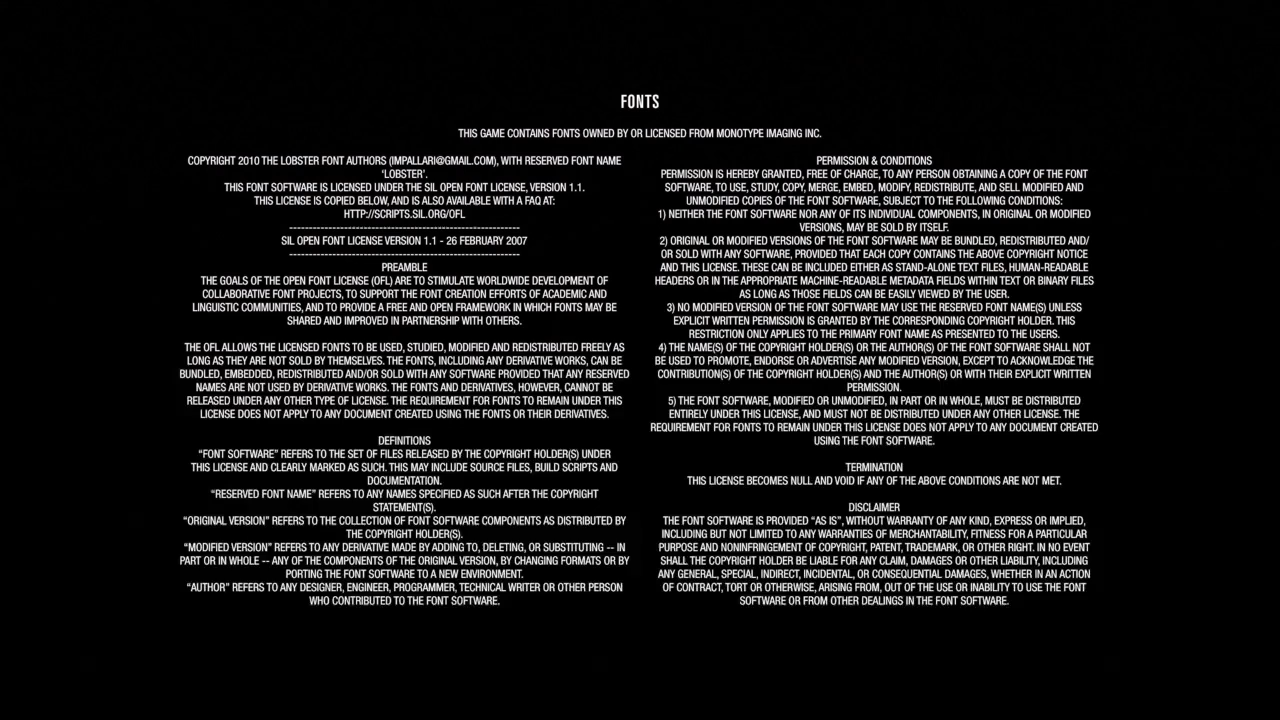 FONTS
THIS GAME CONTAINS FONTS OWNED BY OR LICENSED FROM MONOTYPE IMAGING INC.
COPYRIGHT 2010 THE LOBSTER FONT AUTHORS (IMPALLARI@GMAIL.COM), WITH RESERVED FONT NAME
‘LOBSTER’.
THIS FONT SOFTWARE IS LICENSED UNDER THE SIL OPEN FONT LICENSE, VERSION 1.1.
THIS LICENSE IS COPIED BELOW, AND IS ALSO AVAILABLE WITH A FAQ AT:
HTTP://SCRIPTS.SIL.ORG/OFL
-----------------------------------------------------------
SIL OPEN FONT LICENSE VERSION 1.1 - 26 FEBRUARY 2007
-----------------------------------------------------------
PREAMBLE
THE GOALS OF THE OPEN FONT LICENSE (OFL) ARE TO STIMULATE WORLDWIDE DEVELOPMENT OF
COLLABORATIVE FONT PROJECTS, TO SUPPORT THE FONT CREATION EFFORTS OF ACADEMIC AND
LINGUISTIC COMMUNITIES, AND TO PROVIDE A FREE AND OPEN FRAMEWORK IN WHICH FONTS MAY BE
SHARED AND IMPROVED IN PARTNERSHIP WITH OTHERS.
THE OFL ALLOWS THE LICENSED FONTS TO BE USED, STUDIED, MODIFIED AND REDISTRIBUTED FREELY AS
LONG AS THEY ARE NOT SOLD BY THEMSELVES. THE FONTS, INCLUDING ANY DERIVATIVE WORKS, CAN BE
BUNDLED, EMBEDDED, REDISTRIBUTED AND/OR SOLD WITH ANY SOFTWARE PROVIDED THAT ANY RESERVED
NAMES ARE NOT USED BY DERIVATIVE WORKS. THE FONTS AND DERIVATIVES, HOWEVER, CANNOT BE
RELEASED UNDER ANY OTHER TYPE OF LICENSE. THE REQUIREMENT FOR FONTS TO REMAIN UNDER THIS
LICENSE DOES NOT APPLY TO ANY DOCUMENT CREATED USING THE FONTS OR THEIR DERIVATIVES.
DEFINITIONS
“FONT SOFTWARE” REFERS TO THE SET OF FILES RELEASED BY THE COPYRIGHT HOLDER(S) UNDER
THIS LICENSE AND CLEARLY MARKED AS SUCH. THIS MAY INCLUDE SOURCE FILES, BUILD SCRIPTS AND
DOCUMENTATION.
“RESERVED FONT NAME” REFERS TO ANY NAMES SPECIFIED AS SUCH AFTER THE COPYRIGHT
STATEMENT(S).
“ORIGINAL VERSION” REFERS TO THE COLLECTION OF FONT SOFTWARE COMPONENTS AS DISTRIBUTED BY
THE COPYRIGHT HOLDER(S).
“MODIFIED VERSION” REFERS TO ANY DERIVATIVE MADE BY ADDING TO, DELETING, OR SUBSTITUTING -- IN
PART OR IN WHOLE -- ANY OF THE COMPONENTS OF THE ORIGINAL VERSION, BY CHANGING FORMATS OR BY
PORTING THE FONT SOFTWARE TO A NEW ENVIRONMENT.
“AUTHOR” REFERS TO ANY DESIGNER, ENGINEER, PROGRAMMER, TECHNICAL WRITER OR OTHER PERSON
WHO CONTRIBUTED TO THE FONT SOFTWARE.
PERMISSION & CONDITIONS
PERMISSION IS HEREBY GRANTED, FREE OF CHARGE, TO ANY PERSON OBTAINING A COPY OF THE FONT
SOFTWARE, TO USE, STUDY, COPY, MERGE, EMBED, MODIFY, REDISTRIBUTE, AND SELL MODIFIED AND
UNMODIFIED COPIES OF THE FONT SOFTWARE, SUBJECT TO THE FOLLOWING CONDITIONS:
1) NEITHER THE FONT SOFTWARE NOR ANY OF ITS INDIVIDUAL COMPONENTS, IN ORIGINAL OR MODIFIED
VERSIONS, MAY BE SOLD BY ITSELF.
2) ORIGINAL OR MODIFIED VERSIONS OF THE FONT SOFTWARE MAY BE BUNDLED, REDISTRIBUTED AND/
OR SOLD WITH ANY SOFTWARE, PROVIDED THAT EACH COPY CONTAINS THE ABOVE COPYRIGHT NOTICE
AND THIS LICENSE. THESE CAN BE INCLUDED EITHER AS STAND-ALONE TEXT FILES, HUMAN-READABLE
HEADERS OR IN THE APPROPRIATE MACHINE-READABLE METADATA FIELDS WITHIN TEXT OR BINARY FILES
AS LONG AS THOSE FIELDS CAN BE EASILY VIEWED BY THE USER.
3) NO MODIFIED VERSION OF THE FONT SOFTWARE MAY USE THE RESERVED FONT NAME(S) UNLESS
EXPLICIT WRITTEN PERMISSION IS GRANTED BY THE CORRESPONDING COPYRIGHT HOLDER. THIS
RESTRICTION ONLY APPLIES TO THE PRIMARY FONT NAME AS PRESENTED TO THE USERS.
4) THE NAME(S) OF THE COPYRIGHT HOLDER(S) OR THE AUTHOR(S) OF THE FONT SOFTWARE SHALL NOT
BE USED TO PROMOTE, ENDORSE OR ADVERTISE ANY MODIFIED VERSION, EXCEPT TO ACKNOWLEDGE THE
CONTRIBUTION(S) OF THE COPYRIGHT HOLDER(S) AND THE AUTHOR(S) OR WITH THEIR EXPLICIT WRITTEN
PERMISSION.
5) THE FONT SOFTWARE, MODIFIED OR UNMODIFIED, IN PART OR IN WHOLE, MUST BE DISTRIBUTED
ENTIRELY UNDER THIS LICENSE, AND MUST NOT BE DISTRIBUTED UNDER ANY OTHER LICENSE. THE
REQUIREMENT FOR FONTS TO REMAIN UNDER THIS LICENSE DOES NOT APPLY TO ANY DOCUMENT CREATED
USING THE FONT SOFTWARE.
TERMINATION
THIS LICENSE BECOMES NULL AND VOID IF ANY OF THE ABOVE CONDITIONS ARE NOT MET.
DISCLAIMER
THE FONT SOFTWARE IS PROVIDED “AS IS”, WITHOUT WARRANTY OF ANY KIND, EXPRESS OR IMPLIED,
INCLUDING BUT NOT LIMITED TO ANY WARRANTIES OF MERCHANTABILITY, FITNESS FOR A PARTICULAR
PURPOSE AND NONINFRINGEMENT OF COPYRIGHT, PATENT, TRADEMARK, OR OTHER RIGHT. IN NO EVENT
SHALL THE COPYRIGHT HOLDER BE LIABLE FOR ANY CLAIM, DAMAGES OR OTHER LIABILITY, INCLUDING
ANY GENERAL, SPECIAL, INDIRECT, INCIDENTAL, OR CONSEQUENTIAL DAMAGES, WHETHER IN AN ACTION
OF CONTRACT, TORT OR OTHERWISE, ARISING FROM, OUT OF THE USE OR INABILITY TO USE THE FONT
SOFTWARE OR FROM OTHER DEALINGS IN THE FONT SOFTWARE.